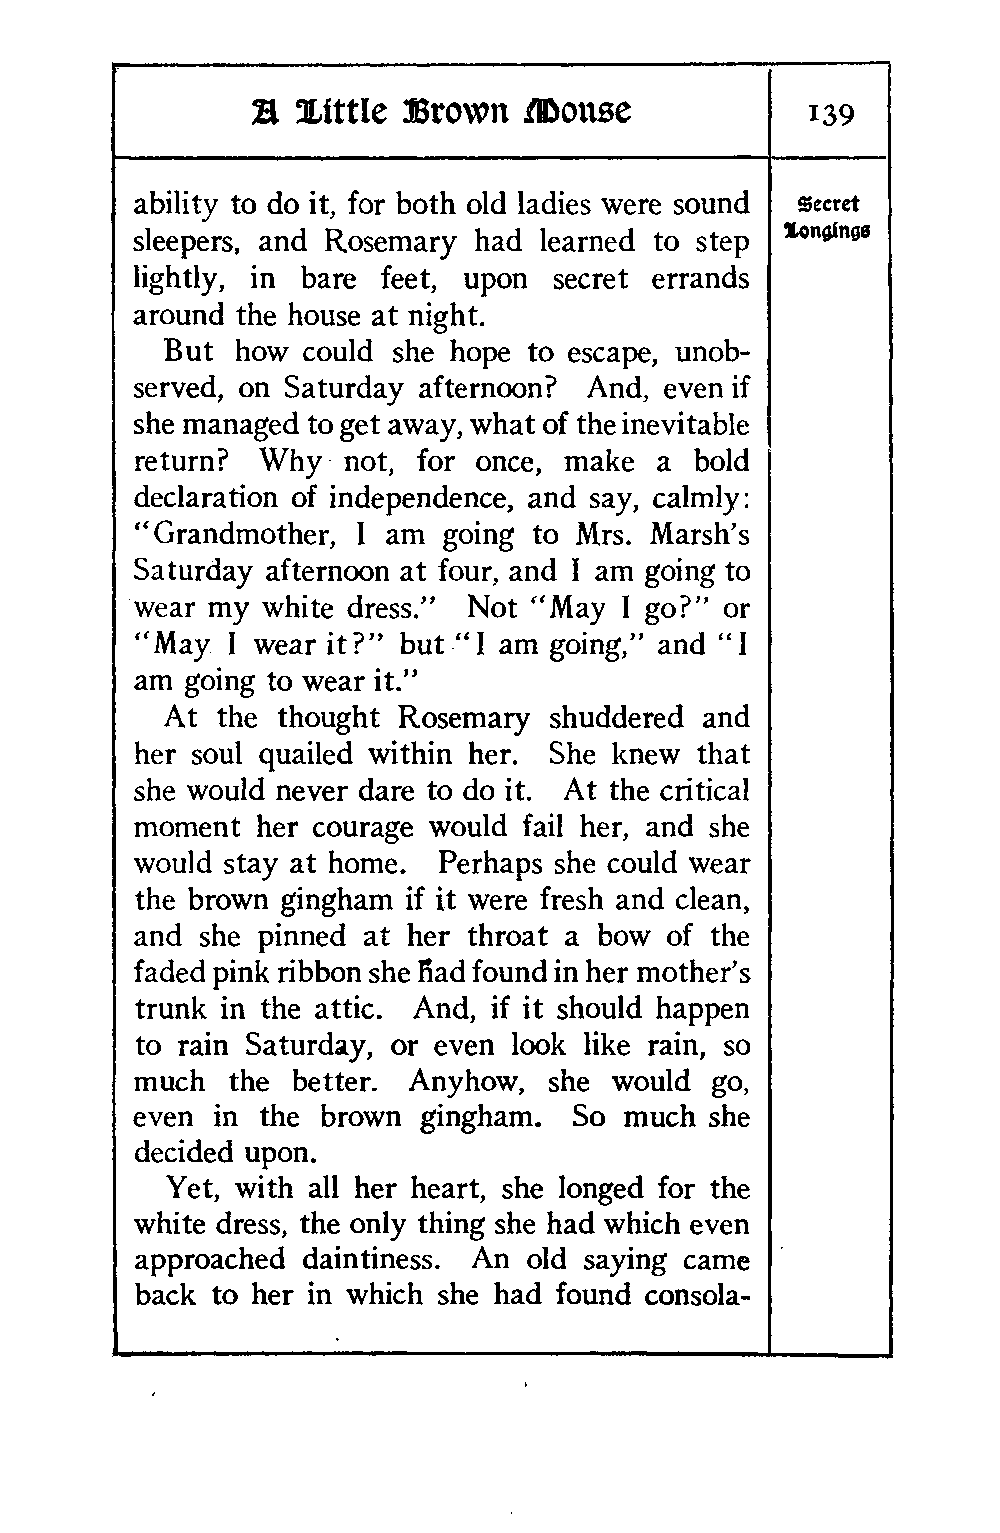 A Little Brown Mouse 139
Secret
Longings
ability to do it, for both old ladies were sound
sleepers, and Rosemary had learned to step
lightly, in bare feet, upon secret errands
around the house at night.
But how could she hope to escape, unob-
served, on Saturday afternoon? And, even if
she managed to get away, what of the inevitable
return? Why not, for once, make a bold
declaration of independence, and say, calmly:
"Grandmother, I am going to Mrs. Marsh's
Saturday afternoon at four, and I am going to
wear my white dress." Not "May I go?" or
"May I wear it?" but "I am going," and "I
am going to wear it."
At the thought Rosemary shuddered and
her soul quailed within her. She knew that
she would never dare to do it. At the critical
moment her courage would fail her, and she
would stay at home. Perhaps she could wear
the brown gingham if it were fresh and clean,
and she pinned at her throat a bow of the
faded pink ribbon she had found in her mother's
trunk in the attic. And, if it should happen
to rain Saturday, or even look like rain, so
much the better. Anyhow, she would go,
even in the brown gingham. So much she
decided upon.
Yet, with all her heart, she longed for the
white dress, the only thing she had which even
approached daintiness. An old saying came
back to her in which she had found consola-